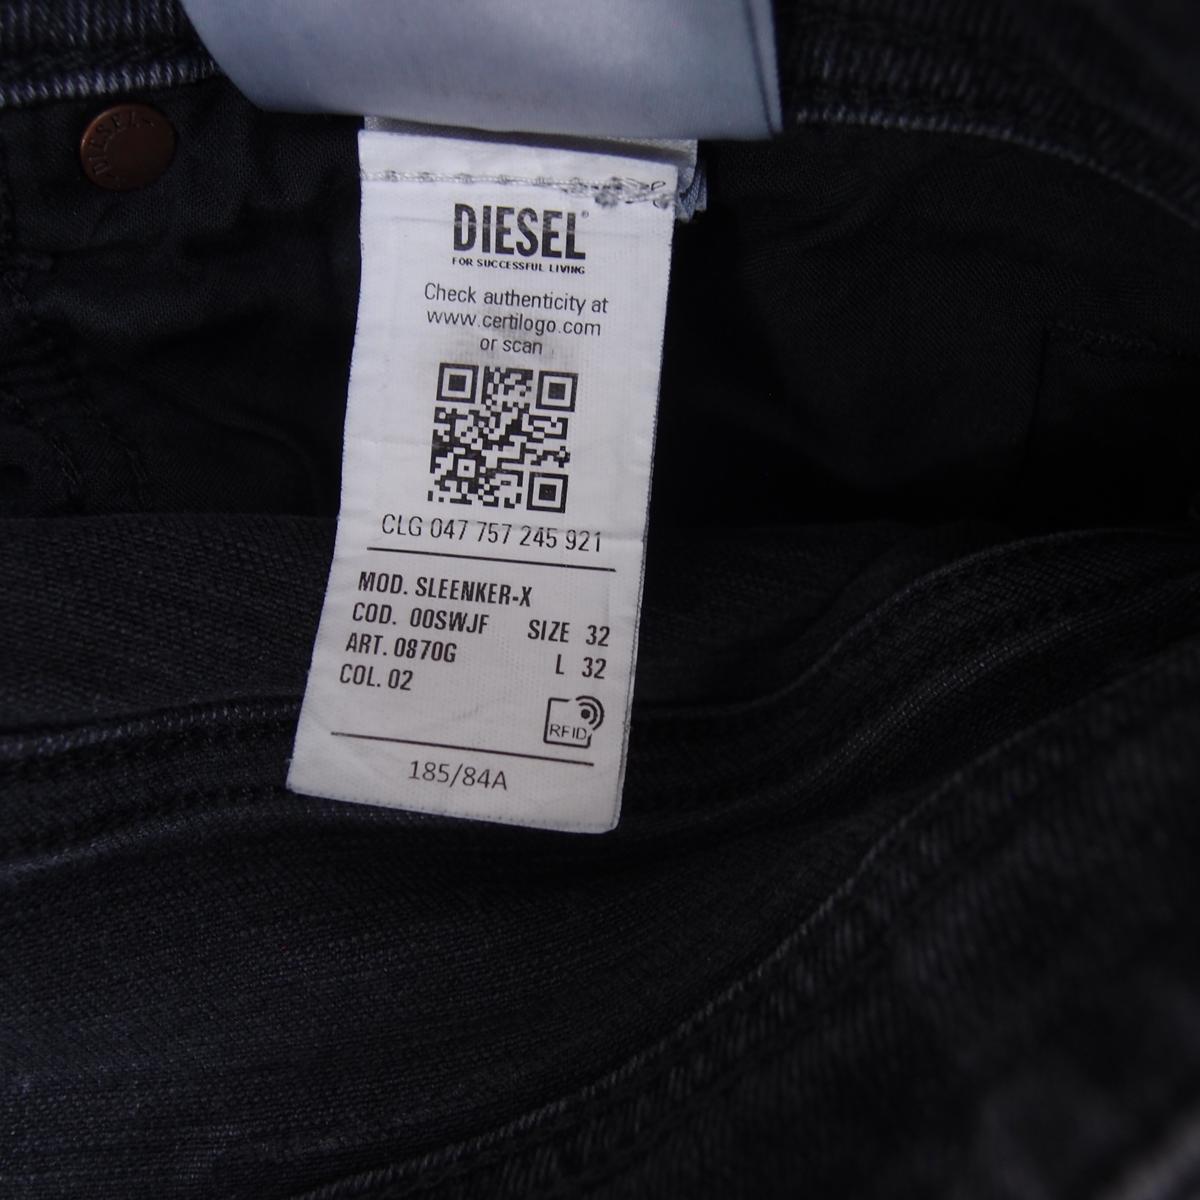 DIESEL
DIESEL®
FOR SUCCESSFUL LIVING
Check authenticity at
www.certilogo.com
or scan
CLG 047 757 245 921
MOD. SLEENKER-X
COD. 00SWJF SIZE 32
ART. 0870G L 32
COL. 02
RFID
185/84A